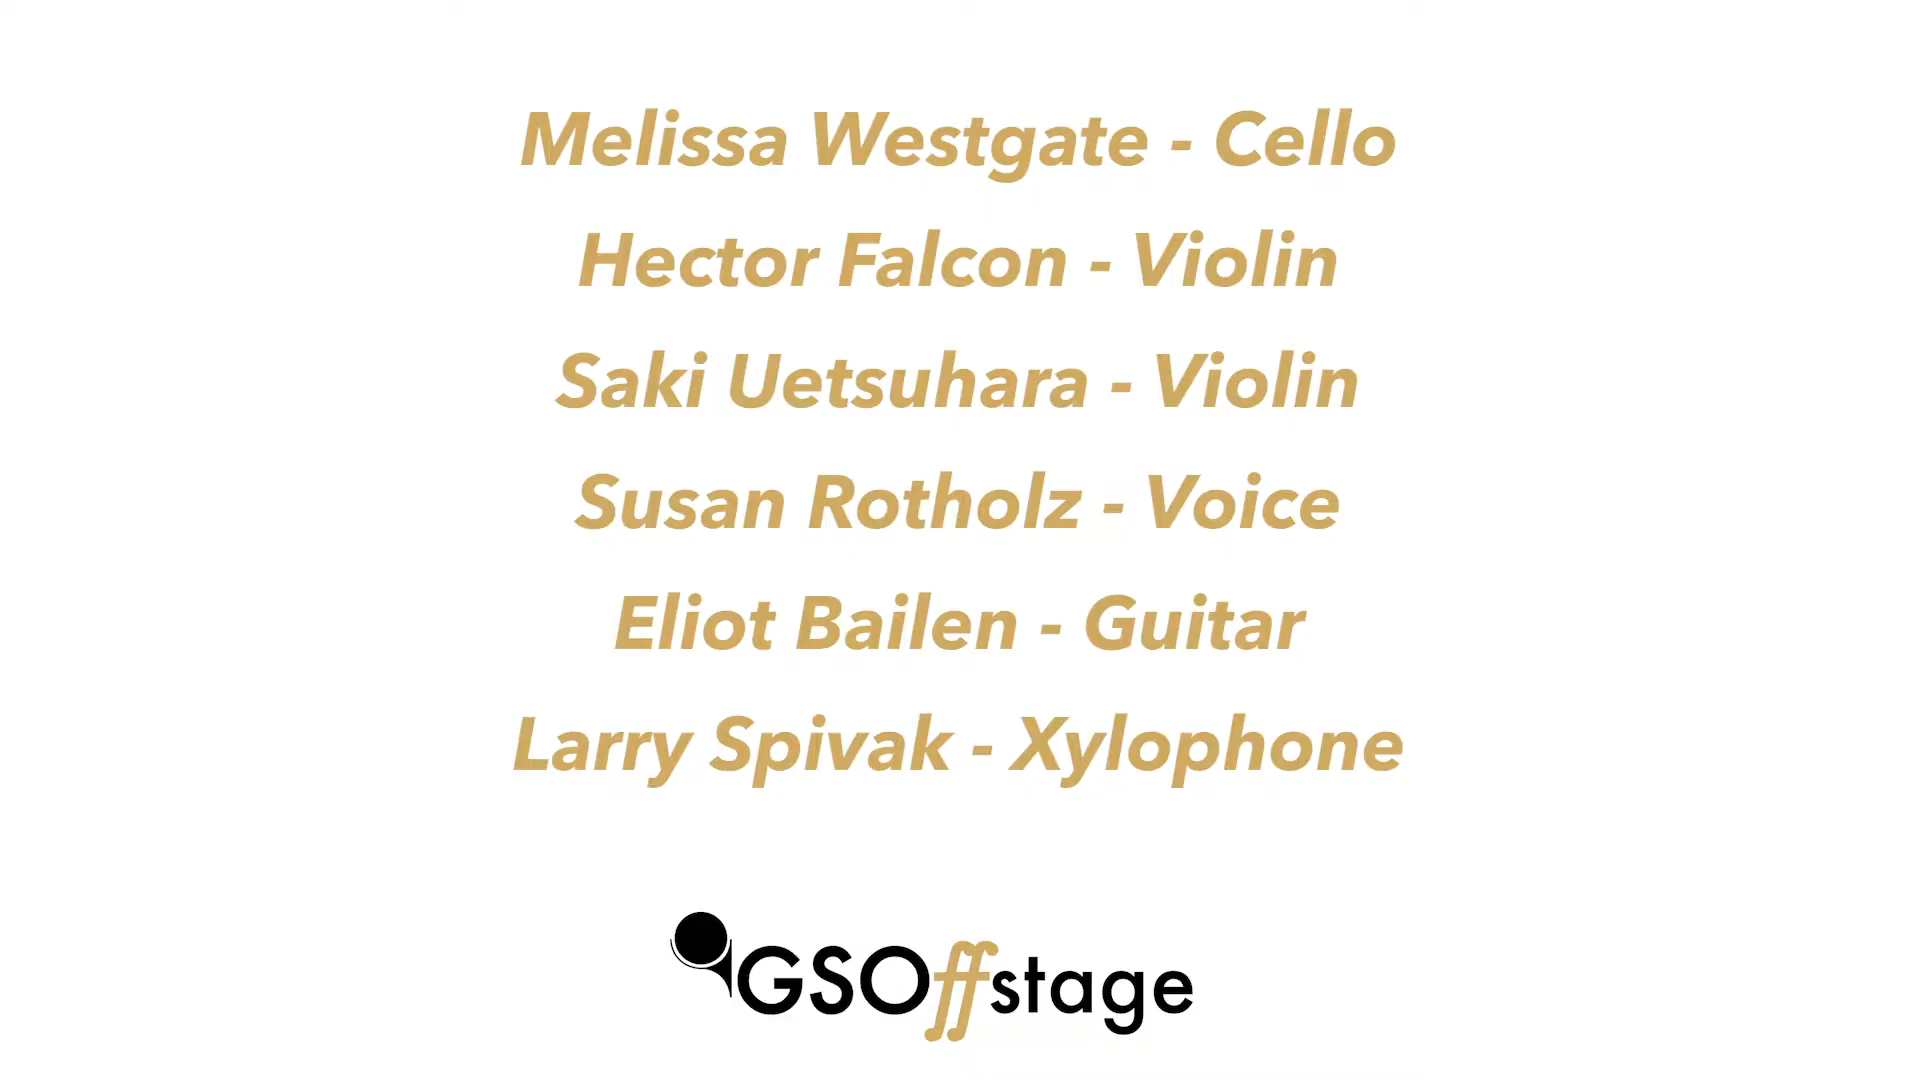 Melissa Westgate - Cello
Hector Falcon - Violin
Saki Uetsuhara - Violin
Susan Rotholz - Voice
Eliot Bailen - Guitar
Larry Spivak - Xylophone
GSOffstage